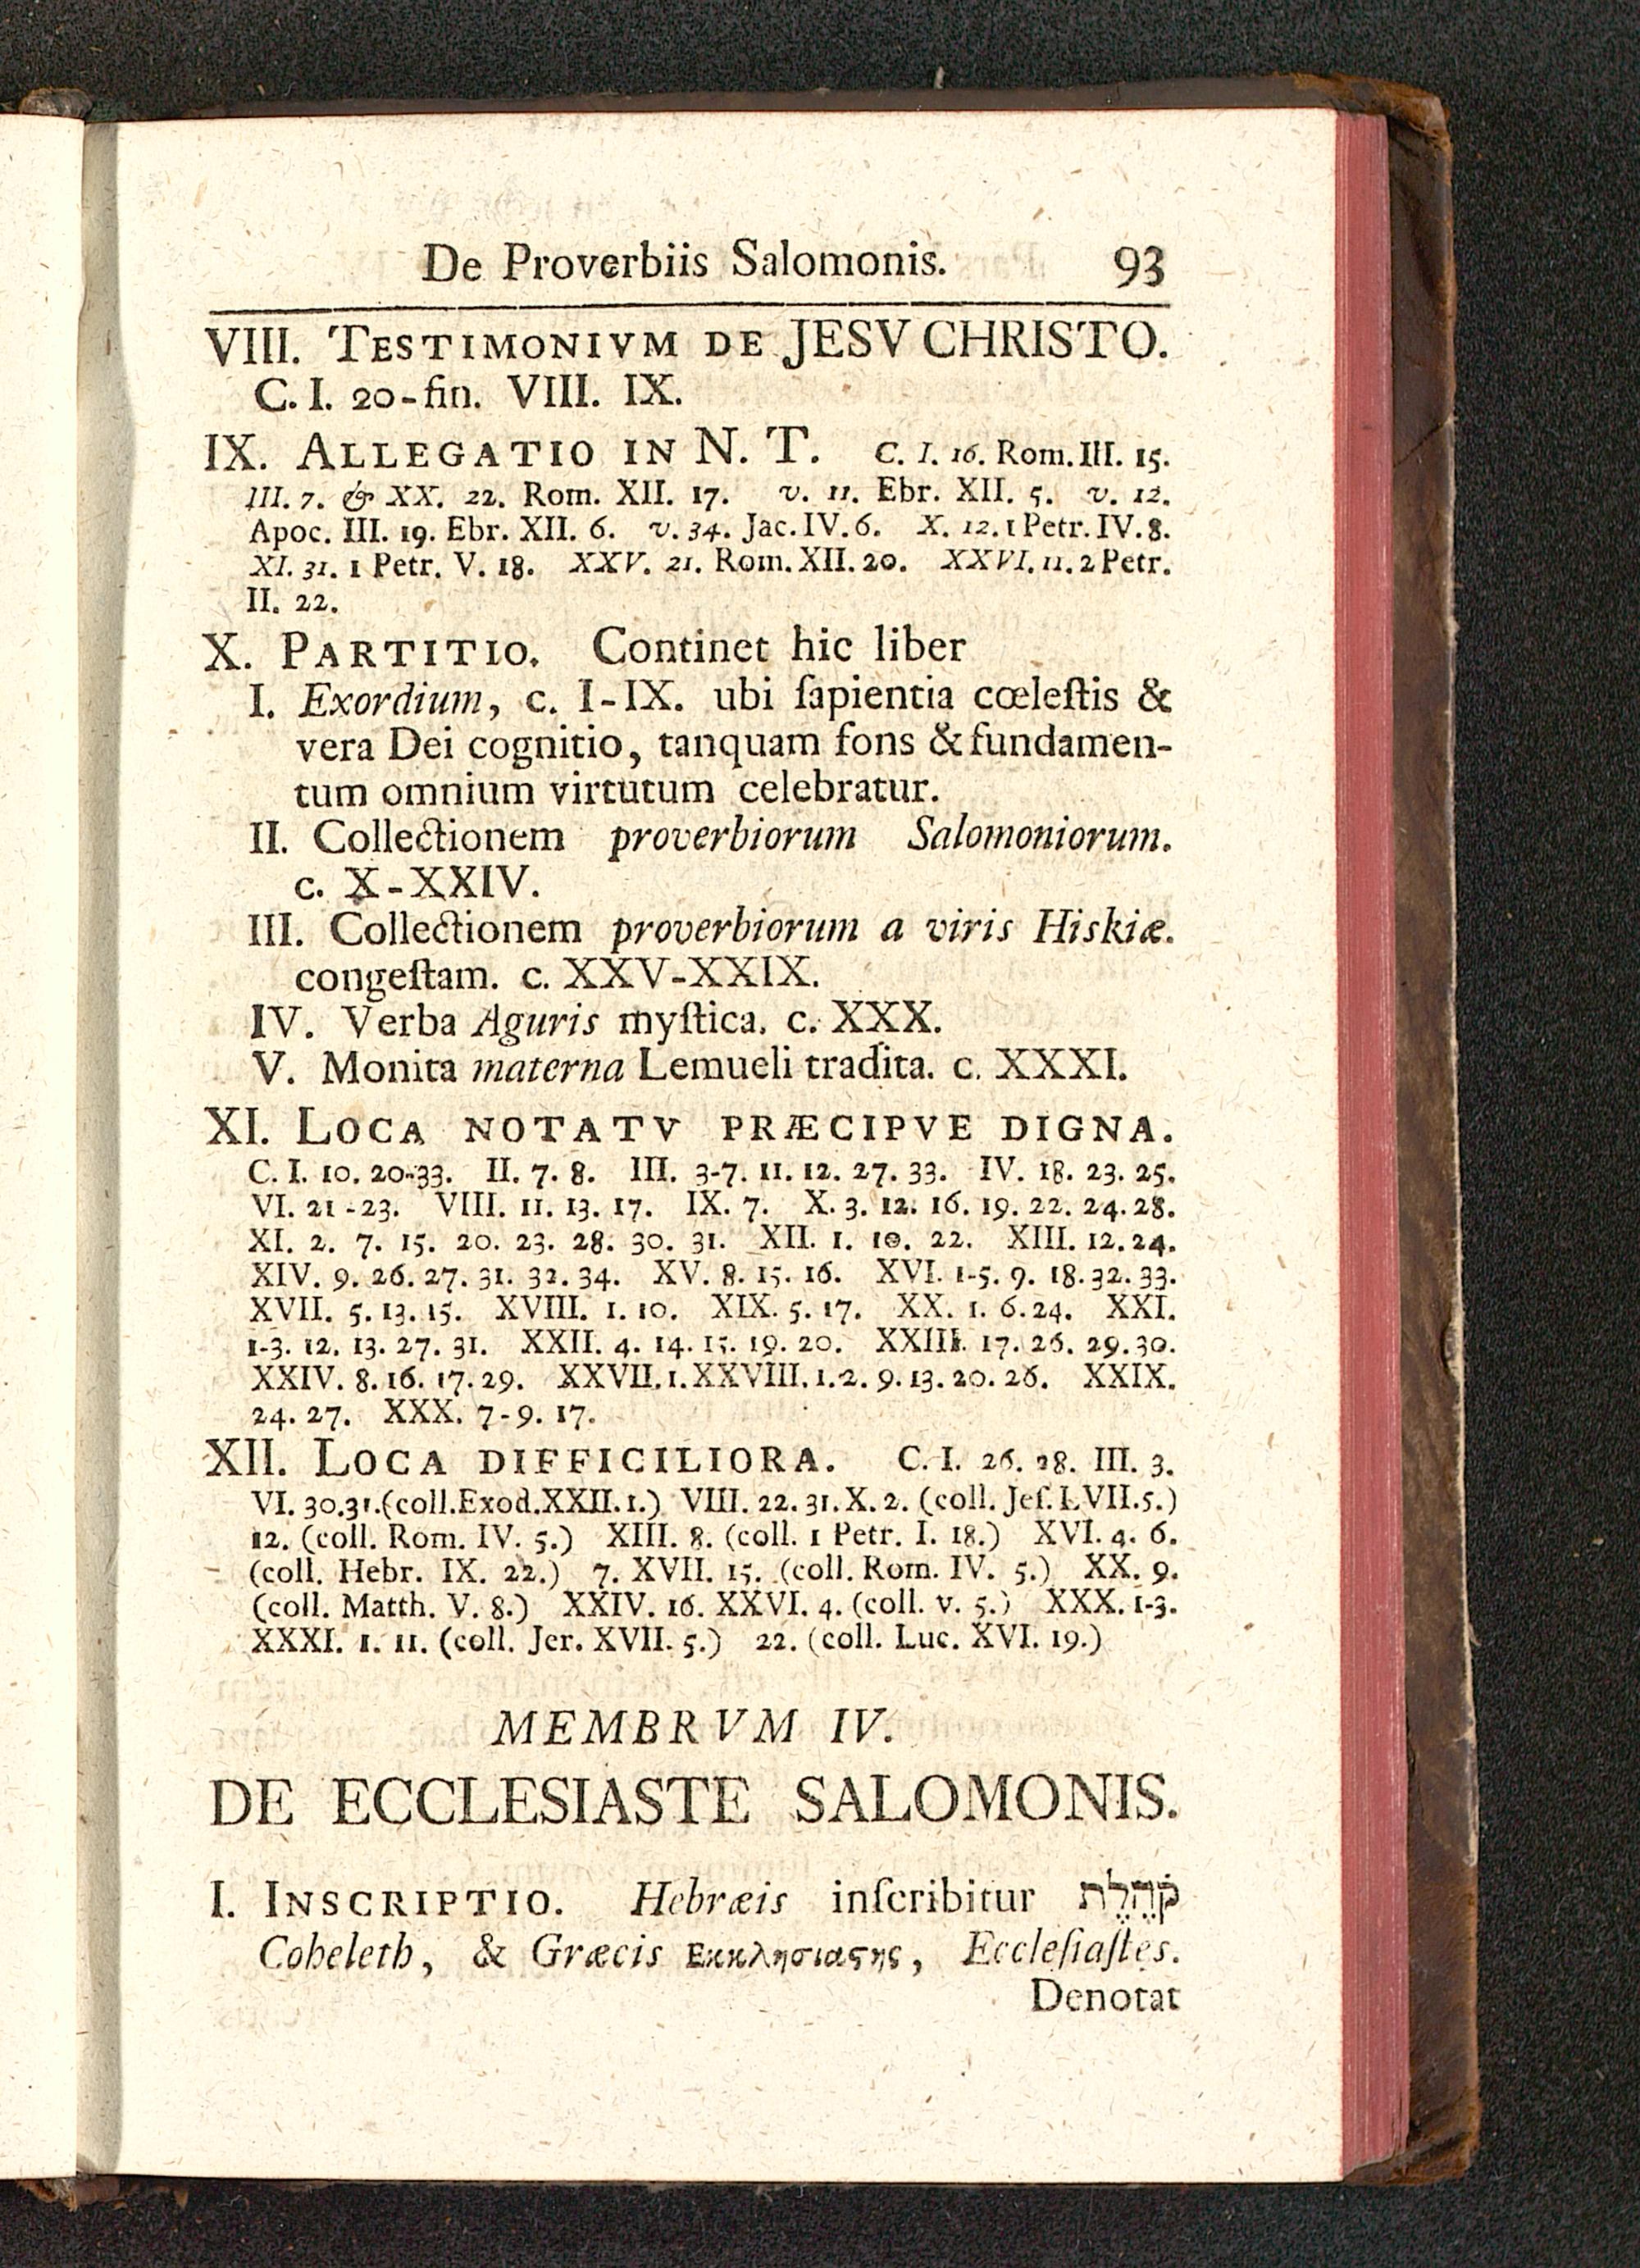 De Proverbiis Salomonis. 93
VIII. TESTIMONIVM DE JESV CHRISTO.
C. I. 20-fin. VIII. IX.
IX. ALLEGATIO IN N. T. C. I. 16. Rom. III. 15.
III. 7. & XX. 22. Rom. XII. 17. v. 11. Ebr. XII. 5. v. 12.
Apoc. III. 19. Ebr. XII. 6. v. 34. Jac. IV. 6. X. 12. 1 Petr. IV. 8.
XI. 31. 1 Petr. V. 18. XXV. 21. Rom. XII. 20. XXVI. 11. 2 Petr.
II. 22.
X. PARTITIO. Continet hic liber
I. Exordium, c. I-IX. ubi ſapientia cœleſtis &
vera Dei cognitio, tanquam fons & fundamen-
tum omnium virtutum celebratur.
II. Collectionem proverbiorum Salomoniorum.
c. X-XXIV.
III. Collectionem proverbiorum a viris Hiskiæ.
congeſtam. c. XXV-XXIX.
IV. Verba Aguris myſtica. c. XXX.
V. Monita materna Lemueli tradita. c. XXXI.
XI. LOCA NOTATV PRÆCIPVE DIGNA.
C. I. 10. 20-33. II. 7. 8. III. 3-7. 11. 12. 27. 33. IV. 18. 23. 25.
VI. 21-23. VIII. 11. 13. 17. IX. 7. X. 3. 12. 16. 19. 22. 24. 28.
XI. 2. 7. 15. 20. 23. 28. 30. 31. XII. 1. 10. 22. XIII. 12. 24.
XIV. 9. 26. 27. 31. 32. 34. XV. 8. 15. 16. XVI. 1-5. 9. 18. 32. 33.
XVII. 5. 13. 15. XVIII. 1. 10. XIX. 5. 17. XX. 1. 6. 24. XXI.
1-3. 12. 13. 27. 31. XXII. 4. 14. 15. 19. 20. XXIII. 17. 26. 29. 30.
XXIV. 8. 16. 17. 29. XXVII. 1. XXVIII. 1. 2. 9. 13. 20. 26. XXIX.
24. 27. XXX. 7-9. 17.
XII. LOCA DIFFICILIORA. C. I. 26. 28. III. 3.
VI. 30. 31. (coll. Exod. XXII. 1.) VIII. 22. 31. X. 2. (coll. Jeſ. LVII. 5.)
12. (coll. Rom. IV. 5.) XIII. 8. (coll. 1 Petr. I. 18.) XVI. 4. 6.
(coll. Hebr. IX. 22.) 7. XVII. 15. (coll. Rom. IV. 5.) XX. 9.
(coll. Matth. V. 8.) XXIV. 16. XXVI. 4. (coll. v. 5.) XXX. 1-3.
XXXI. 1. 11. (coll. Jer. XVII. 5.) 22. (coll. Luc. XVI. 19.)
MEMBRVM IV.
DE ECCLESIASTE SALOMONIS.
I. INSCRIPTIO. Hebræis inſcribitur קֹהֶלֶת
Coheleth, & Græcis Εκκλησιαϛης, Eccleſiaſtes.
Denotat